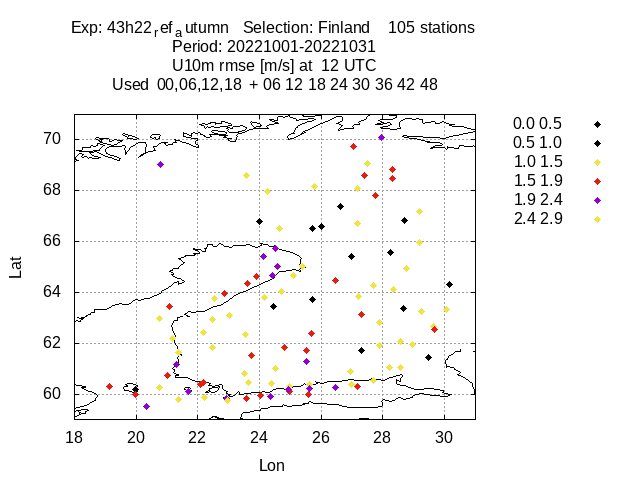 Exp: 43h22refautumn Selection: Finland 105 stations
Period: 20221001-20221031
U10m rmse [m/s] at 12 UTC
Used 00,06,12,18 + 06 12 18 24 30 36 42 48
70
68
66
64
62
60
18 20 22 24 26 28 30
Lat
Lon
0.0 0.5
0.5 1.0
1.0 1.5
1.5 1.9
1.9 2.4
2.4 2.9